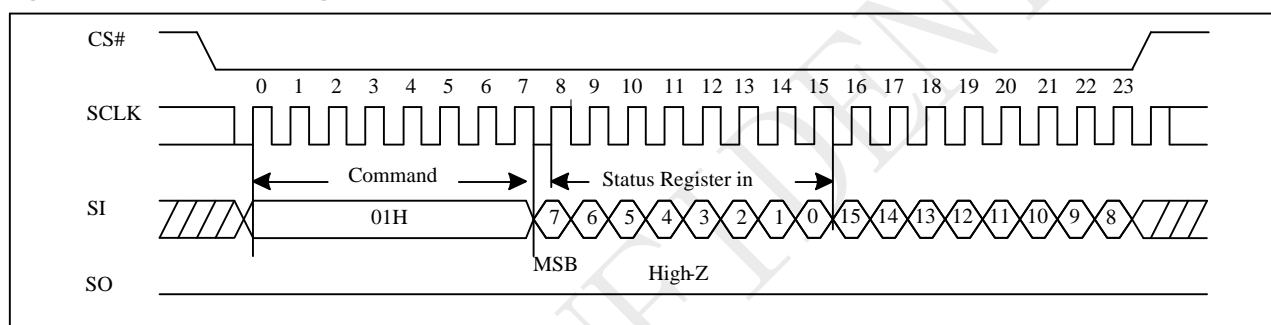 CS#
0 1 2 3 4 5 6 7 8 9 10 11 12 13 14 15 16 17 18 19 20 21 22 23
SCLK
Command
Status Register in
SI
01H
7 6 5 4 3 2 1 0 15 14 13 12 11 10 9 8
MSB
High-Z
SO